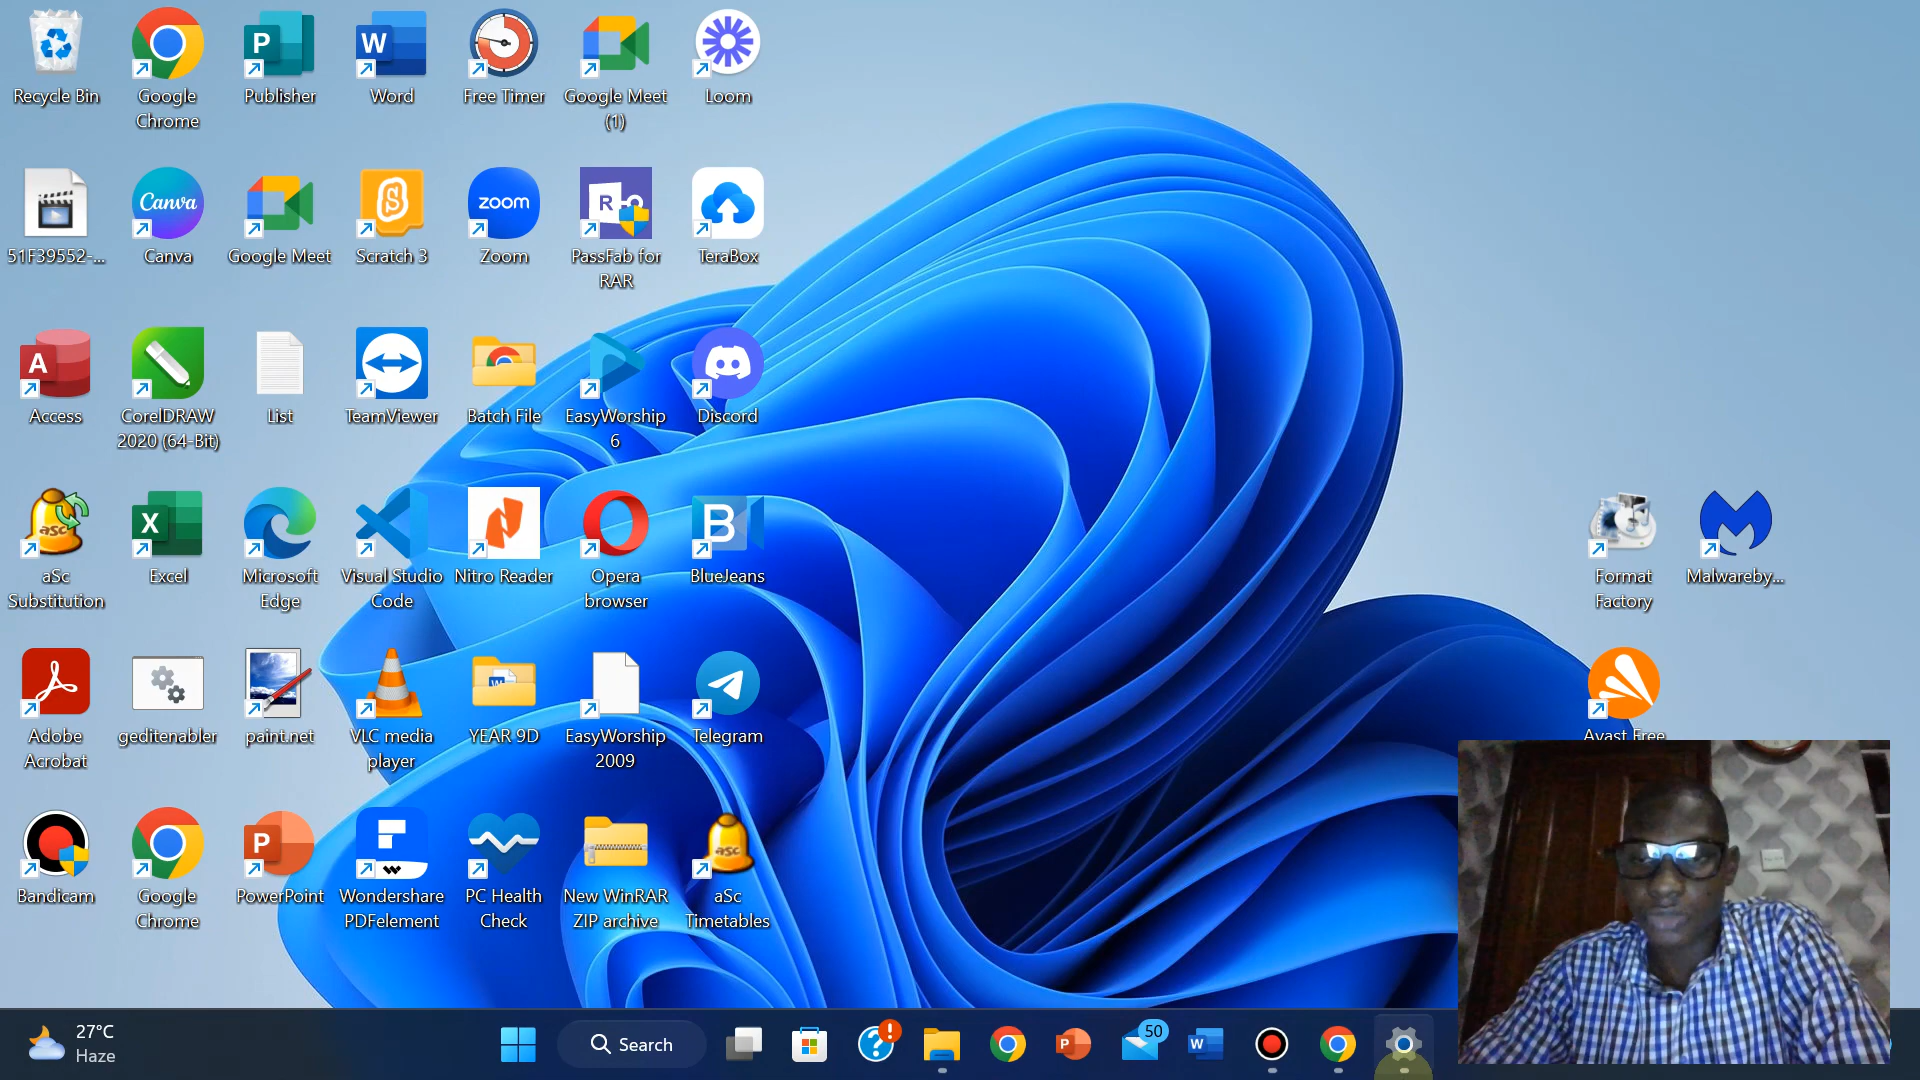 Recycle Bin
Google
Chrome
P
Publisher
W
Word
Free Timer
Google Meet
(1)
Loom
51F39552-...
Canva
Canva
Google Meet
S
Scratch 3
zoom
Zoom
R
PassFab for
RAR
TeraBox
A
Access
CorelDRAW
2020 (64-Bit)
List
TeamViewer
Batch File
EasyWorship
6
Discord
asc
aSc
Substitution
X
Excel
Microsoft
Edge
Visual Studio
Code
Nitro Reader
Opera
browser
B
BlueJeans
Format
Factory
Malwareby...
Adobe
Acrobat
geditenabler
paint.net
VLC media
player
W
YEAR 9D
EasyWorship
2009
Telegram
Avast Free
Bandicam
Google
Chrome
P
PowerPoint
Wondershare
PDFelement
PC Health
Check
New WinRAR
ZIP archive
asc
aSc
Timetables
27°C
Haze
Search
?
!
P
50
W